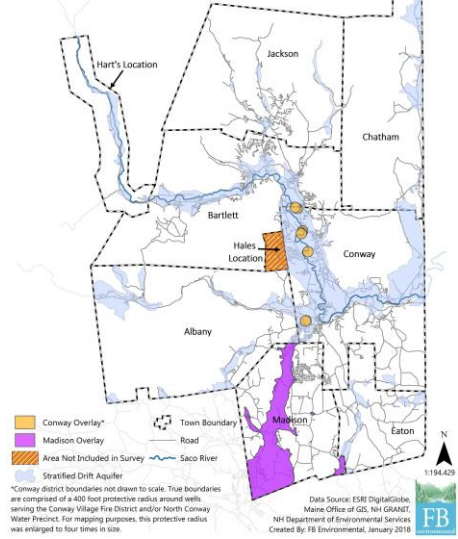 Jackson
Hart's Location
Chatham
Bartlett
Hales
Location
Conway
Albany
Madison
Eaton
Conway Overlay*
Madison Overlay
Area Not Included in Survey
Stratified Drift Aquifer
Town Boundary
Road
Saco River
*Conway district boundaries not drawn to scale. True boundaries
are comprised of a 400 foot protective radius around wells
serving the Conway Village Fire District and/or North Conway
Water Precinct. For mapping purposes, this protective radius
was enlarged to four times in size.
N
1:194,429
Data Source: ESRI DigitalGlobe,
Maine Office of GIS, NH GRANIT,
NH Department of Environmental Services
Created By: FB Environmental, January 2018
FB
environmental